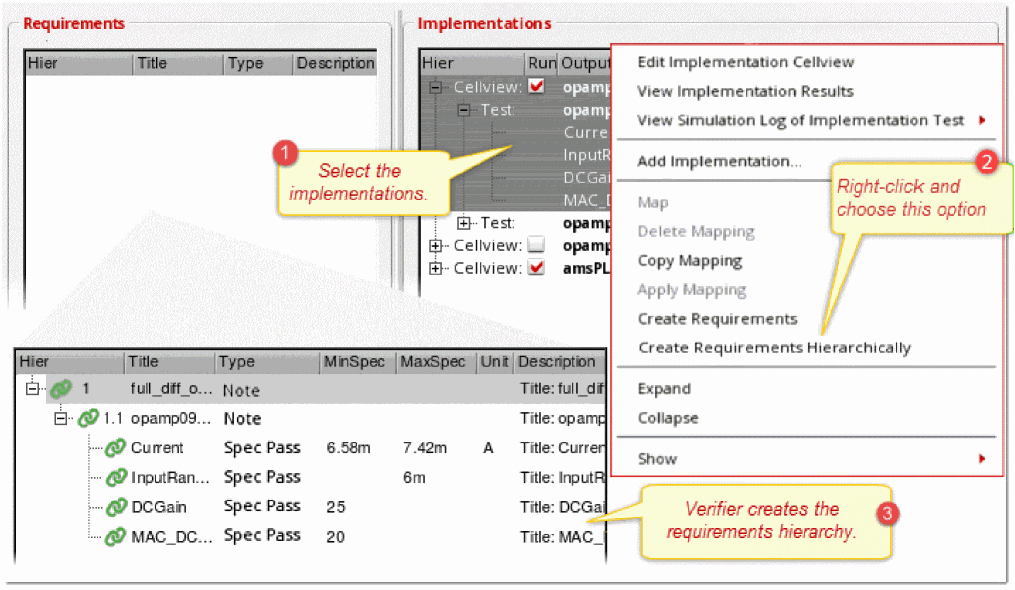 Requirements
Hier Title Type Description
Implementations
Hier Run Output
Cellview: opamp
Test: opamp
Curre
InputR
DCGai
MAC_D
Test: opamp
Cellview: opamp
Cellview: amsPL
1
Select the
implementations.
Edit Implementation Cellview
View Implementation Results
View Simulation Log of Implementation Test
Add Implementation...
Map
Delete Mapping
Copy Mapping
Apply Mapping
Create Requirements
Create Requirements Hierarchically
Expand
Collapse
Show
2
Right-click and
choose this option
Hier Title Type MinSpec MaxSpec Unit Description
1 full_diff_o... Note Title: full_diff
1.1 opamp09... Note Title: opamp
Current Spec Pass 6.58m 7.42m A Title: Current
InputRan... Spec Pass 6m Title: InputR
DCGain Spec Pass 25 Title: DCGai
MAC_DC... Spec Pass 20 Title: MAC_
3
Verifier creates the
requirements hierarchy.